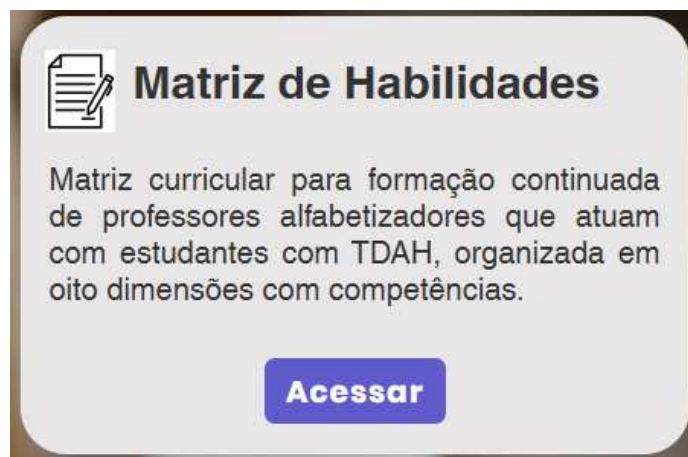 Matriz de Habilidades
Matriz curricular para formação continuada
de professores alfabetizadores que atuam
com estudantes com TDAH, organizada em
oito dimensões com competências.
Acessar